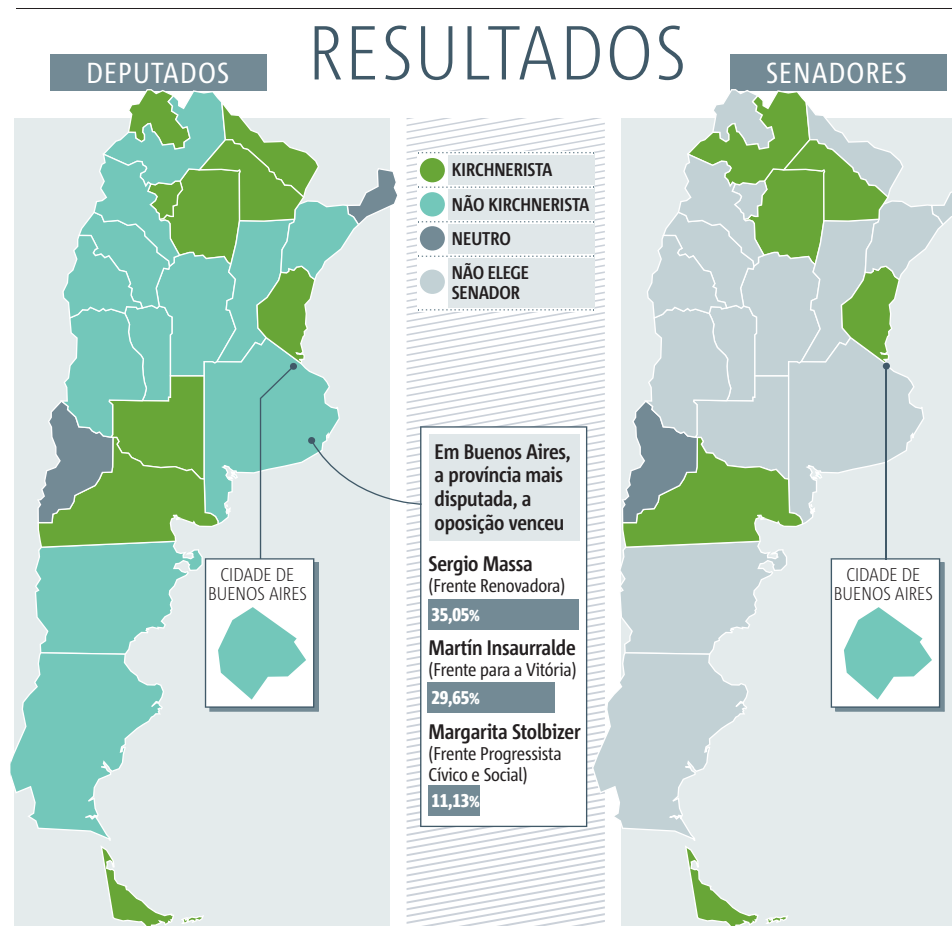 RESULTADOS
DEPUTADOS
SENADORES
KIRCHNERISTA
NÃO KIRCHNERISTA
NEUTRO
NÃO ELEGE
SENADOR
Em Buenos Aires,
a província mais
disputada, a
oposição venceu
Sergio Massa
(Frente Renovadora)
35,05%
Martín Insaurralde
(Frente para a Vitória)
29,65%
Margarita Stolbizer
(Frente Progressista
Cívico e Social)
11,13%
CIDADE DE
BUENOS AIRES
CIDADE DE
BUENOS AIRES